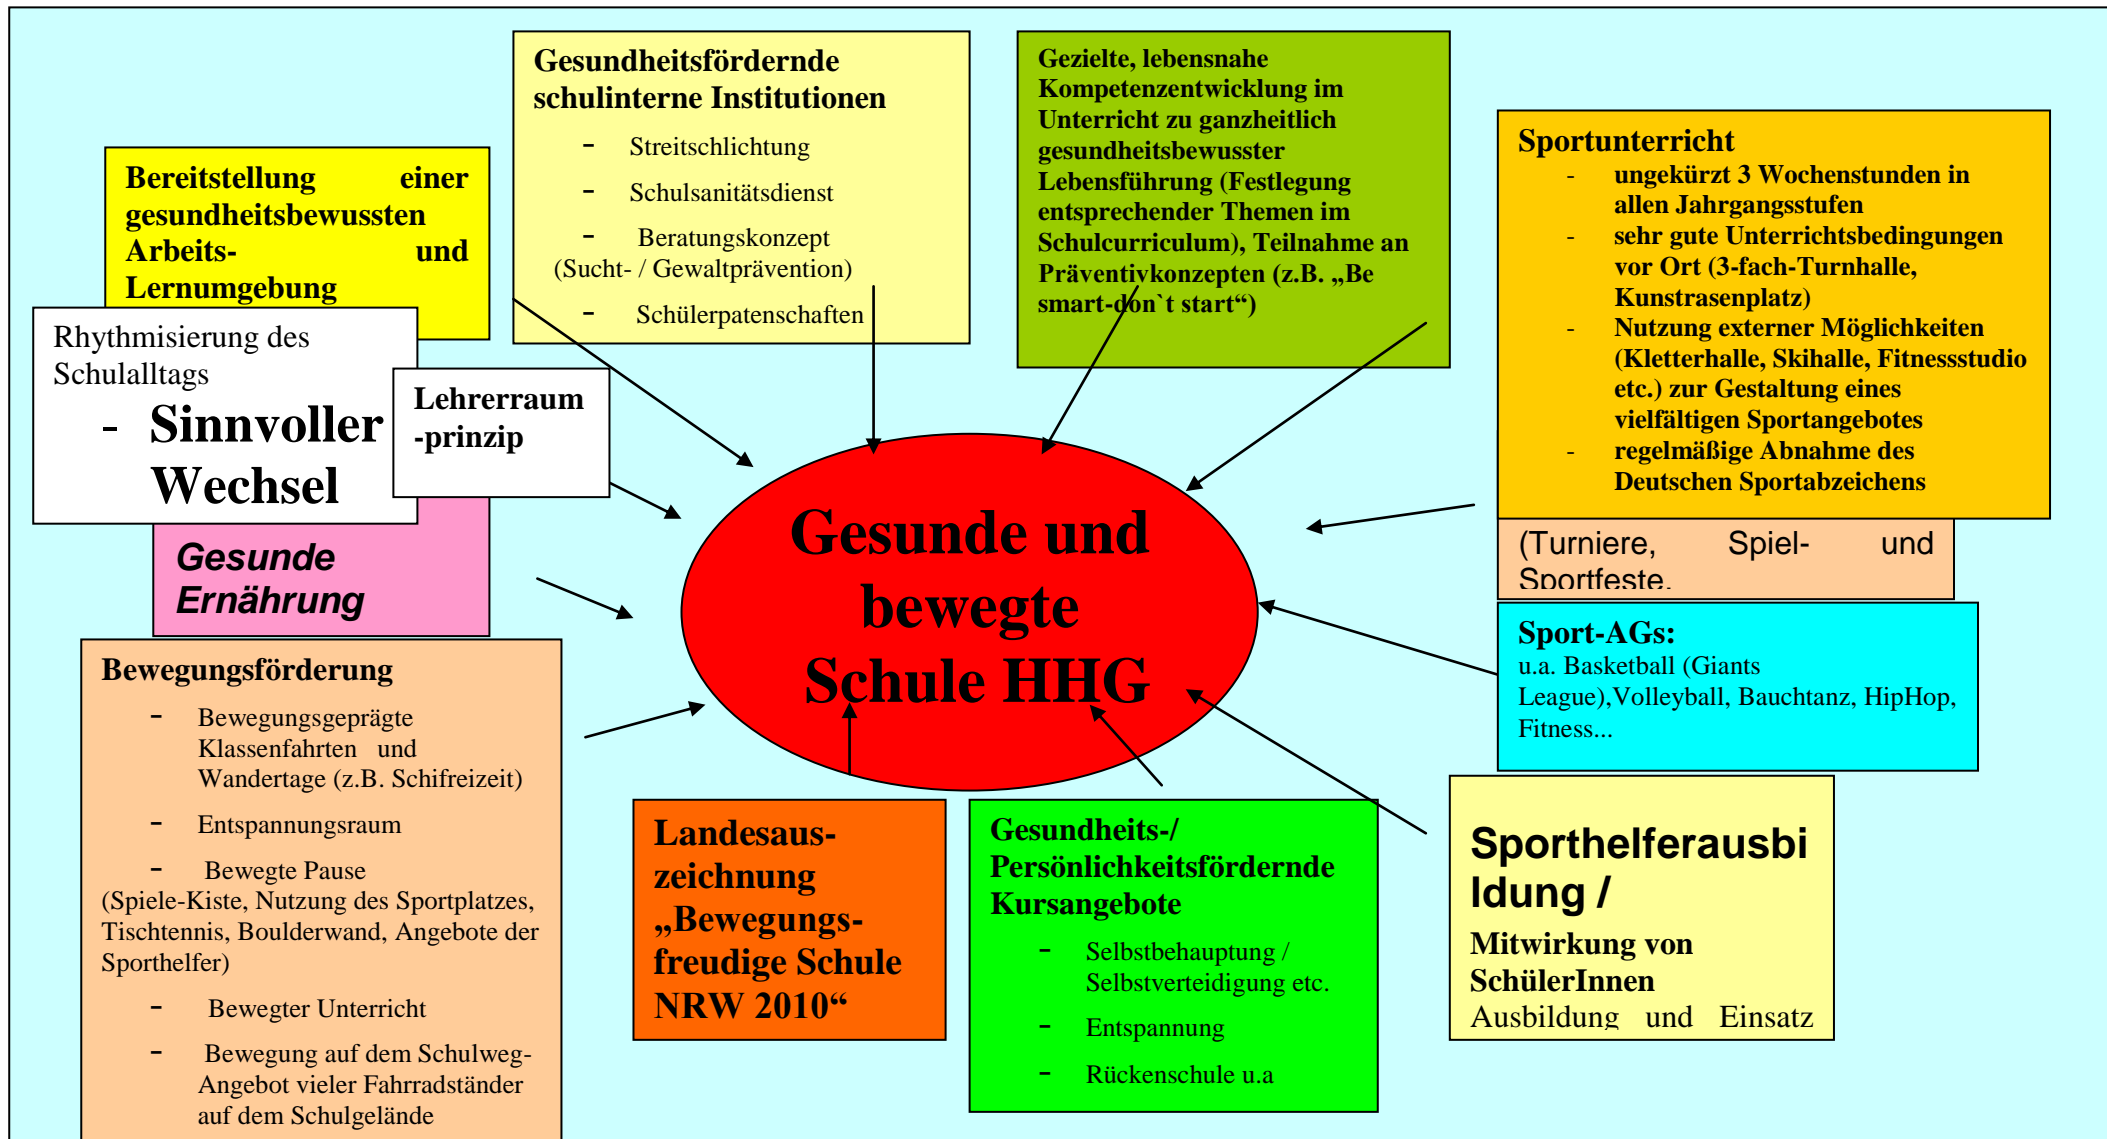 Gesundheitsfördernde
schulinterne Institutionen
- Streitschlichtung
- Schulsanitätsdienst
- Beratungskonzept
(Sucht- / Gewaltprävention)
- Schülerpatenschaften
Gezielte, lebensnahe
Kompetenzentwicklung im
Unterricht zu ganzheitlich
gesundheitsbewusster
Lebensführung (Festlegung
entsprechender Themen im
Schulcurriculum), Teilnahme an
Präventivkonzepten (z.B. „Be
smart-don`t start“)
Sportunterricht
- ungekürzt 3 Wochenstunden in
allen Jahrgangsstufen
- sehr gute Unterrichtsbedingungen
vor Ort (3-fach-Turnhalle,
Kunstrasenplatz)
- Nutzung externer Möglichkeiten
(Kletterhalle, Skihalle, Fitnessstudio
etc.) zur Gestaltung eines
vielfältigen Sportangebotes
- regelmäßige Abnahme des
Deutschen Sportabzeichens
Bereitstellung einer
gesundheitsbewussten
Arbeits- und
Lernumgebung
Rhythmisierung des
Schulalltags
- Sinnvoller
Wechsel
Lehrerraum
-prinzip
Gesunde
Ernährung
Gesunde und
bewegte
Schule HHG
(Turniere, Spiel- und
Sportfeste,
Sport-AGs:
u.a. Basketball (Giants
League),Volleyball, Bauchtanz, HipHop,
Fitness...
Bewegungsförderung
- Bewegungsgeprägte
Klassenfahrten und
Wandertage (z.B. Schifreizeit)
- Entspannungsraum
- Bewegte Pause
(Spiele-Kiste, Nutzung des Sportplatzes,
Tischtennis, Boulderwand, Angebote der
Sporthelfer)
- Bewegter Unterricht
- Bewegung auf dem Schulweg-
Angebot vieler Fahrradständer
auf dem Schulgelände
Landesaus-
zeichnung
„Bewegungs-
freudige Schule
NRW 2010“
Gesundheits-/
Persönlichkeitsfördernde
Kursangebote
- Selbstbehauptung /
Selbstverteidigung etc.
- Entspannung
- Rückenschule u.a
Sporthelferausbi
ldung /
Mitwirkung von
SchülerInnen
Ausbildung und Einsatz